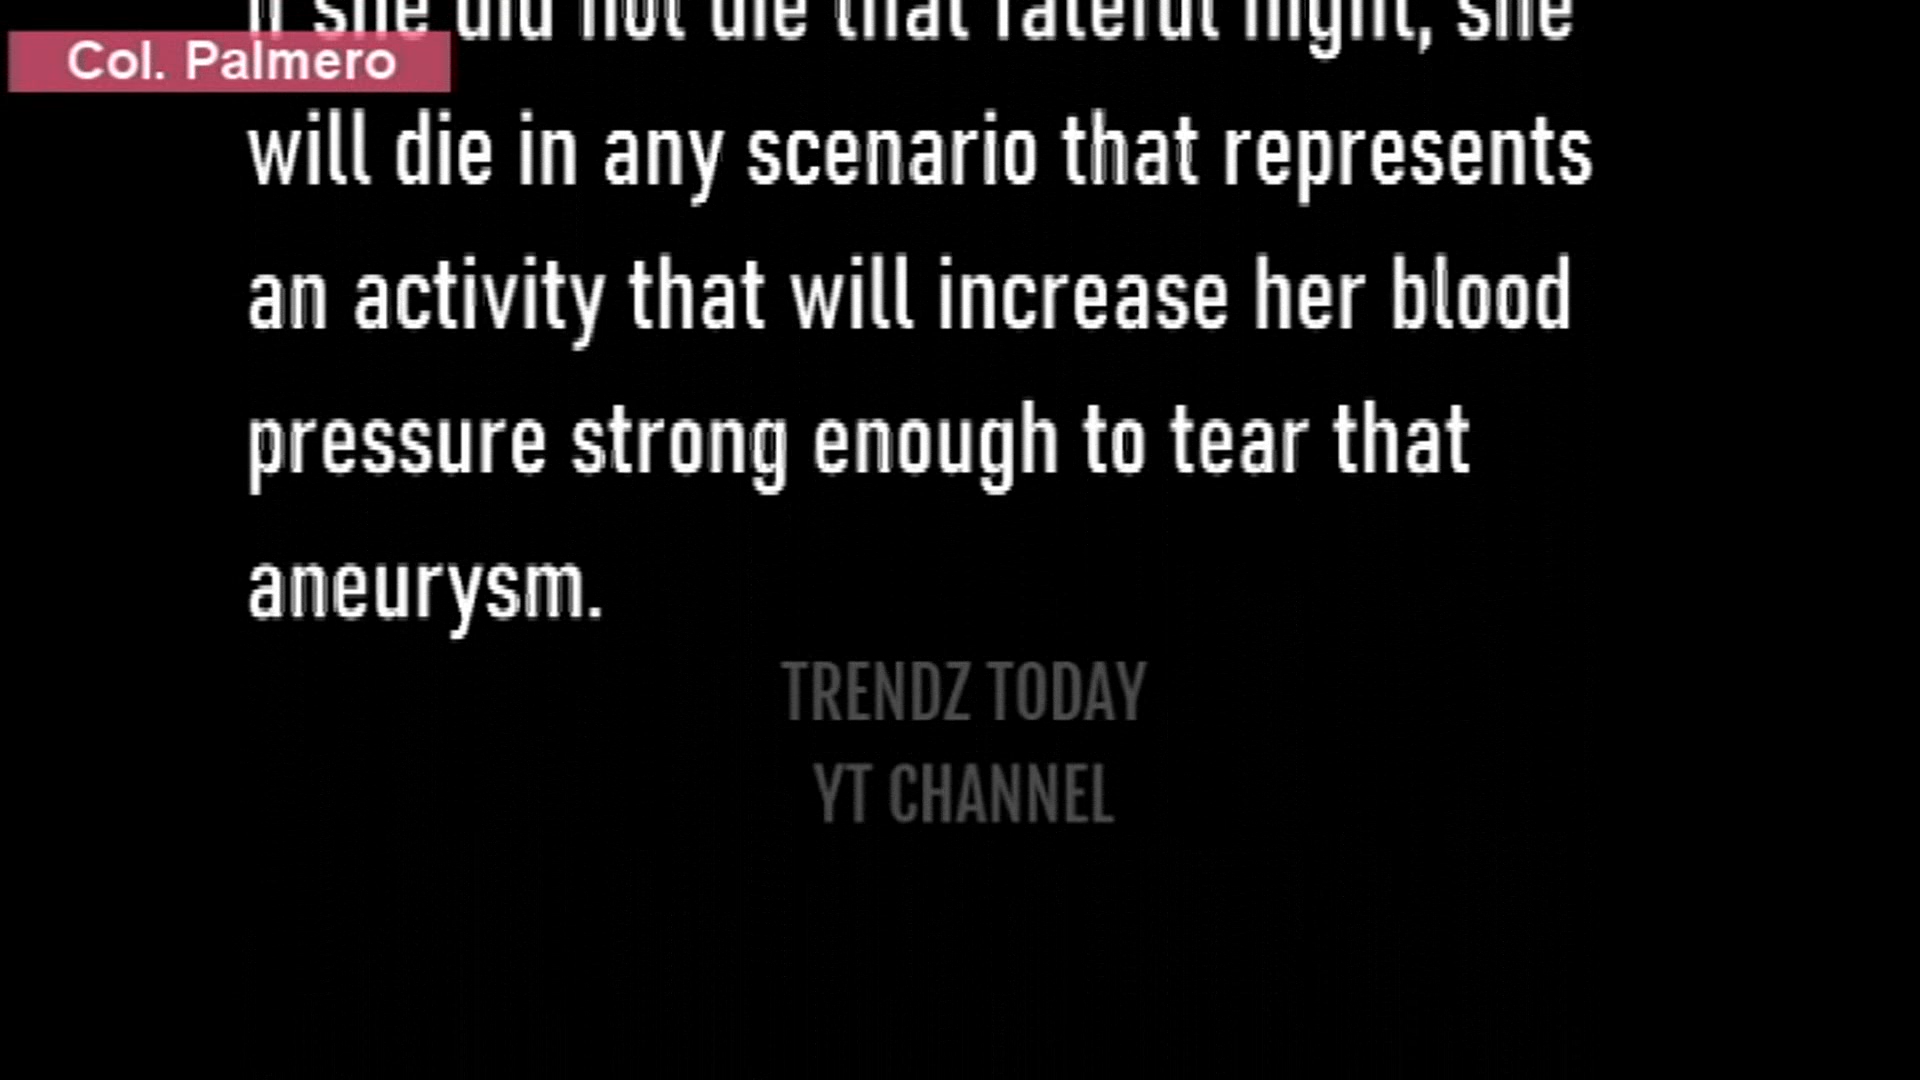 if she did not die that fateful night, she
Col. Palmero
will die in any scenario that represents
an activity that will increase her blood
pressure strong enough to tear that
aneurysm.
TRENDZ TODAY
YT CHANNEL